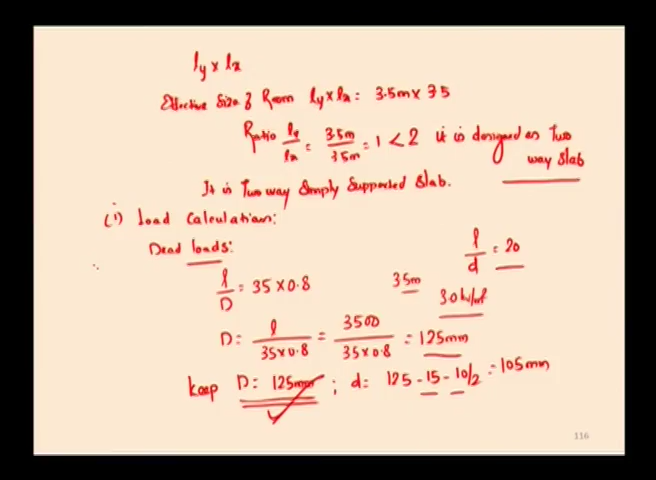 ly x lx
Effective Size of Room ly x lx = 3.5m x 3.5
Ratio ly/lx = 3.5m/3.5m = 1 < 2 it is designed as Two way Slab
It is Two way Simply Supported Slab.
(i) Load Calculation:
Dead loads:
l/d = 20
l/D = 35 x 0.8
3.5m
3.0 kN/m²
D = l/35 x 0.8 = 3500/35 x 0.8 = 125mm
keep D = 125mm ; d = 125 - 15 - 10/2 = 105mm
116